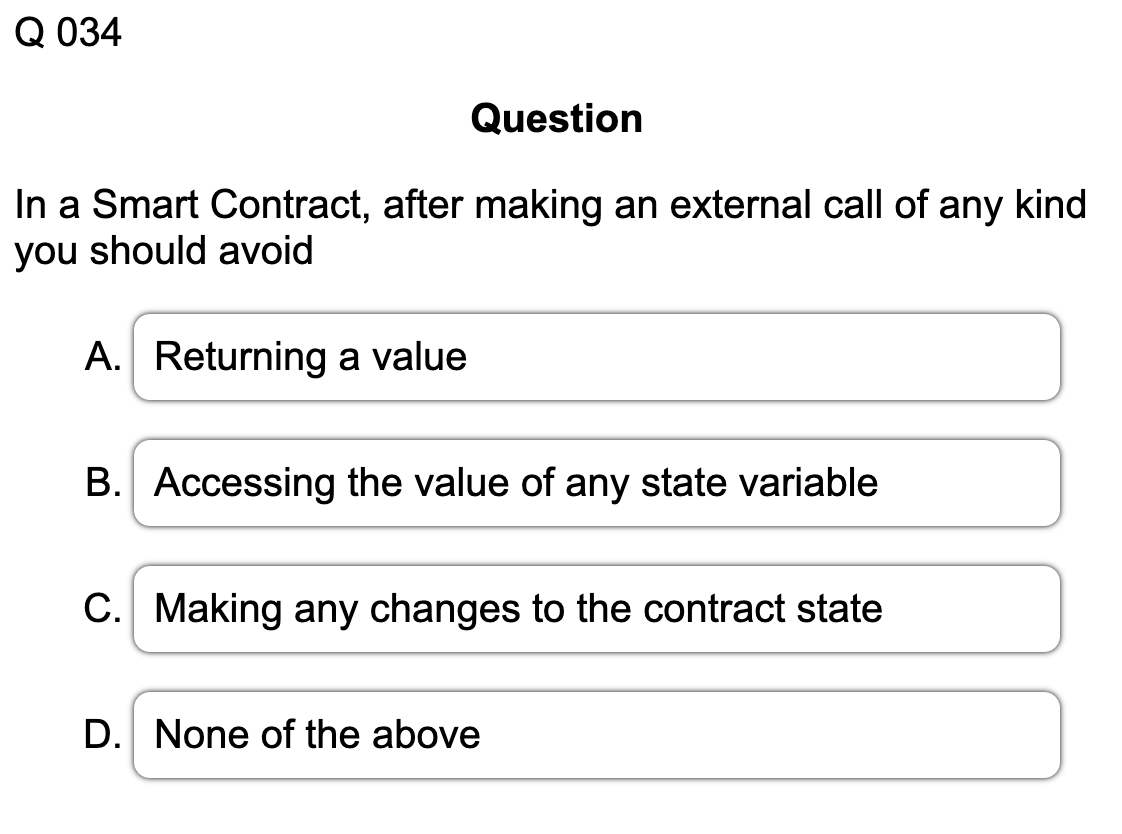 Q 034
Question
In a Smart Contract, after making an external call of any kind
you should avoid
A. Returning a value
B. Accessing the value of any state variable
C. Making any changes to the contract state
D. None of the above